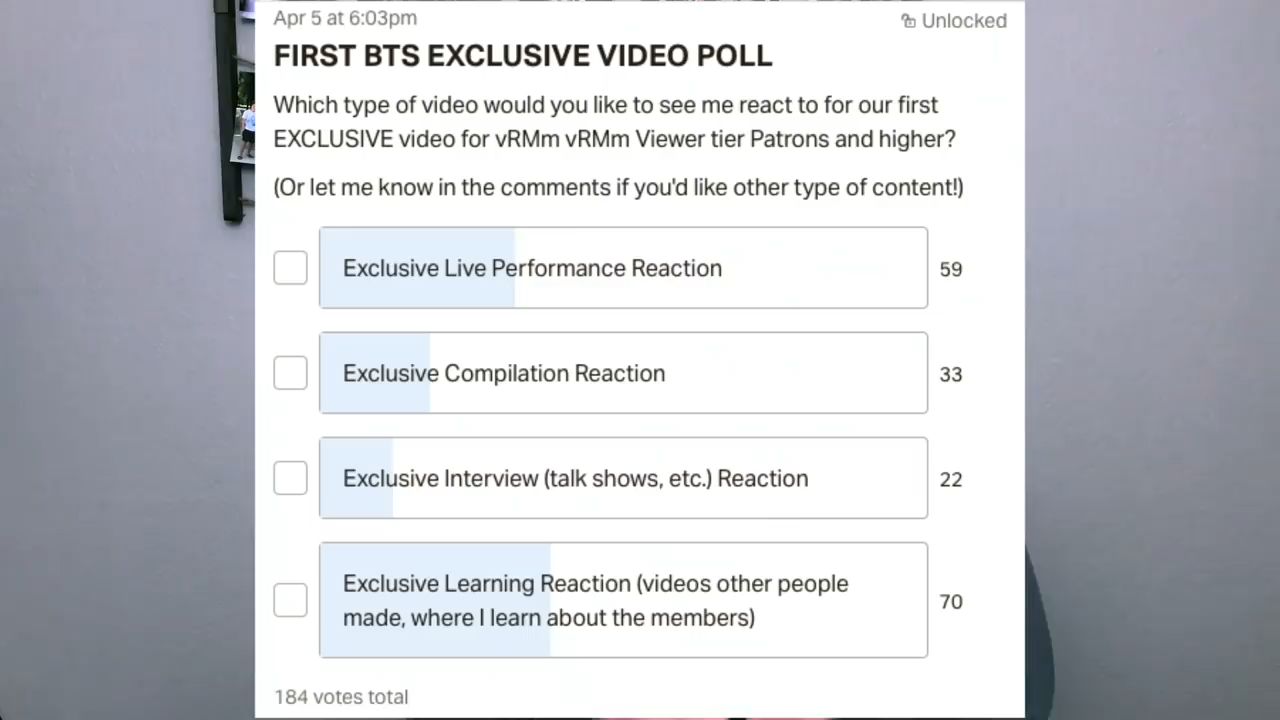 Apr 5 at 6:03pm
Unlocked
FIRST BTS EXCLUSIVE VIDEO POLL
Which type of video would you like to see me react to for our first
EXCLUSIVE video for vRMm vRMm Viewer tier Patrons and higher?
(Or let me know in the comments if you'd like other type of content!)
Exclusive Live Performance Reaction
59
Exclusive Compilation Reaction
33
Exclusive Interview (talk shows, etc.) Reaction
22
Exclusive Learning Reaction (videos other people
made, where I learn about the members)
70
184 votes total